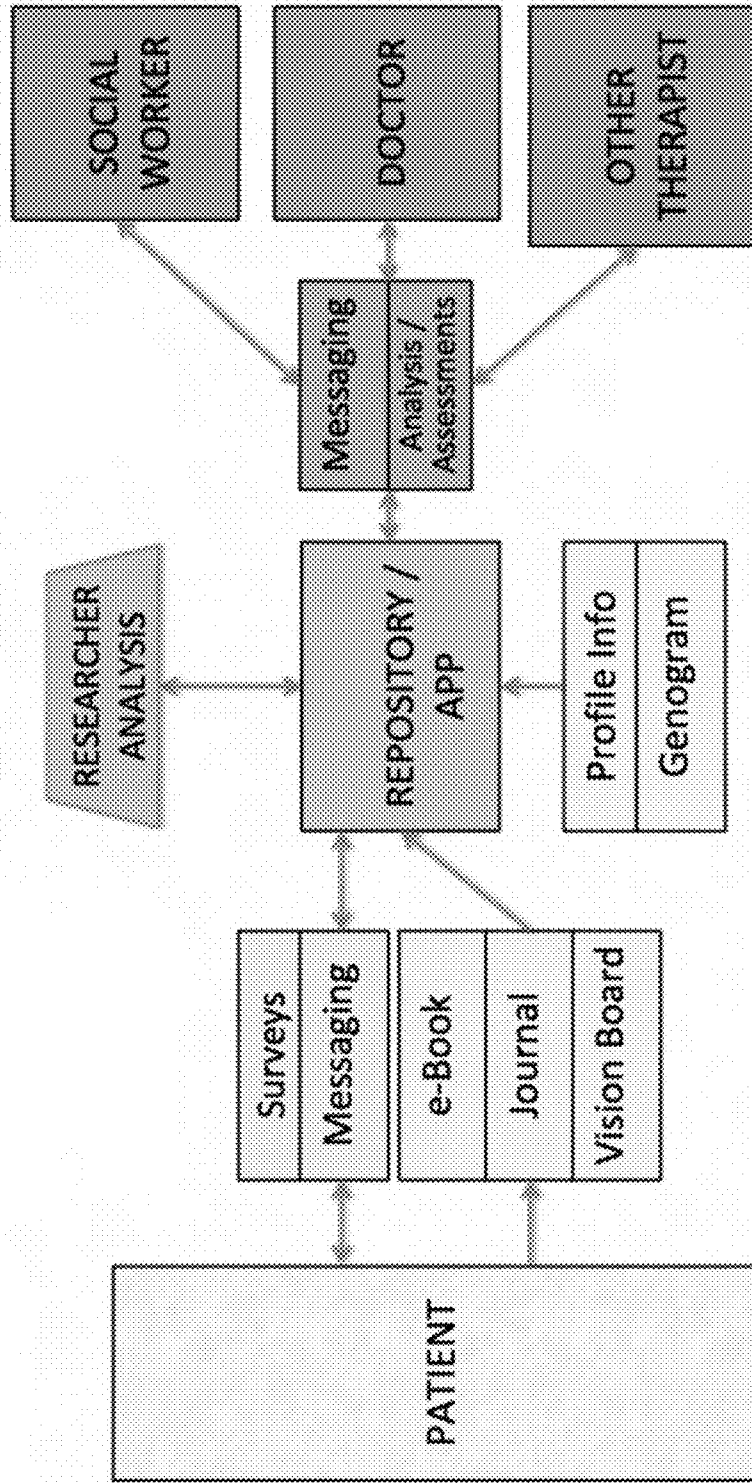 PATIENT
Surveys
Messaging
e-Book
Journal
Vision Board
RESEARCHER
ANALYSIS
REPOSITORY /
APP
Profile Info
Genogram
Messaging
Analysis /
Assessments
SOCIAL
WORKER
DOCTOR
OTHER
THERAPIST